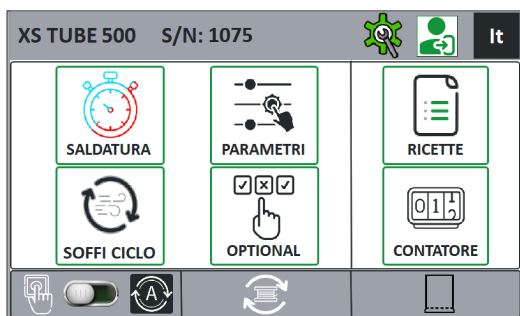 XS TUBE 500 S/N: 1075 It
SALDATURA PARAMETRI RICETTE
SOFFI CICLO OPTIONAL CONTATORE
A